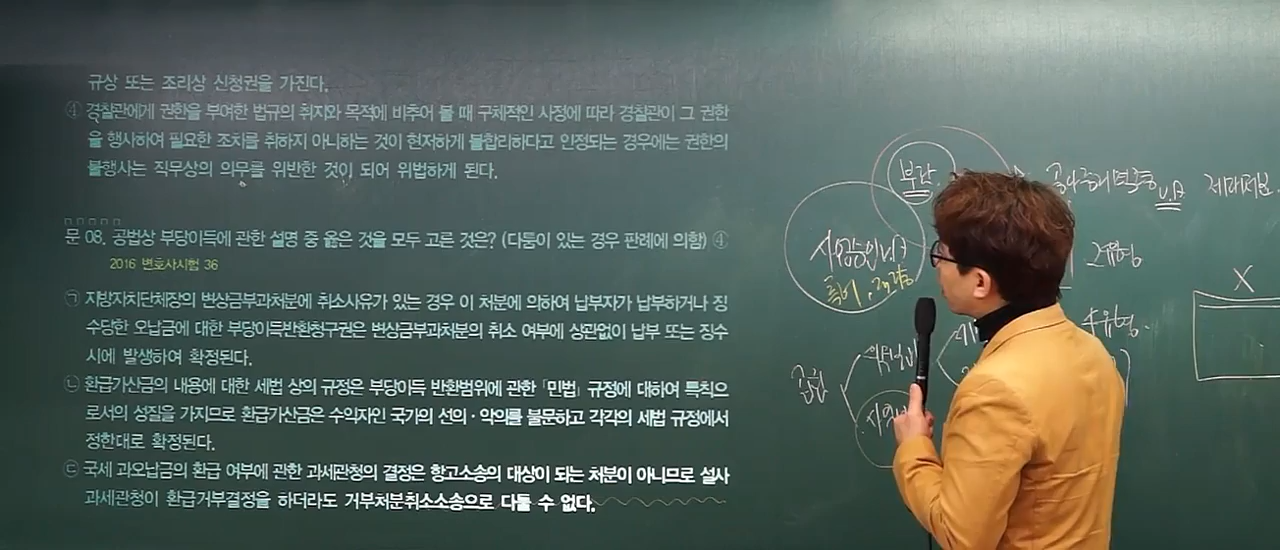 규상 또는 조리상 신청권을 가진다.
④ 경찰관에게 권한을 부여한 법규의 취지와 목적에 비추어 볼 때 구체적인 사정에 따라 경찰관이 그 권한
을 행사하여 필요한 조치를 취하지 아니하는 것이 현저하게 불합리하다고 인정되는 경우에는 권한의
불행사는 직무상의 의무를 위반한 것이 되어 위법하게 된다.
문 08. 공법상 부당이득에 관한 설명 중 옳은 것을 모두 고른 것은? (다툼이 있는 경우 판례에 의함) ④
2016 변호사시험 36
㉠ 지방자치단체장의 변상금부과처분에 취소사유가 있는 경우 이 처분에 의하여 납부자가 납부하거나 징
수당한 오납금에 대한 부당이득반환청구권은 변상금부과처분의 취소 여부에 상관없이 납부 또는 징수
시에 발생하여 확정된다.
㉡ 환급가산금의 내용에 대한 세법 상의 규정은 부당이득 반환범위에 관한 「민법」 규정에 대하여 특칙으
로서의 성질을 가지므로 환급가산금은 수익자인 국가의 선의·악의를 불문하고 각각의 세법 규정에서
정한대로 확정된다.
㉢ 국세 과오납금의 환급 여부에 관한 과세관청의 결정은 항고소송의 대상이 되는 처분이 아니므로 설사
과세관청이 환급거부결정을 하더라도 거부처분취소소송으로 다툴 수 없다.
부관
X